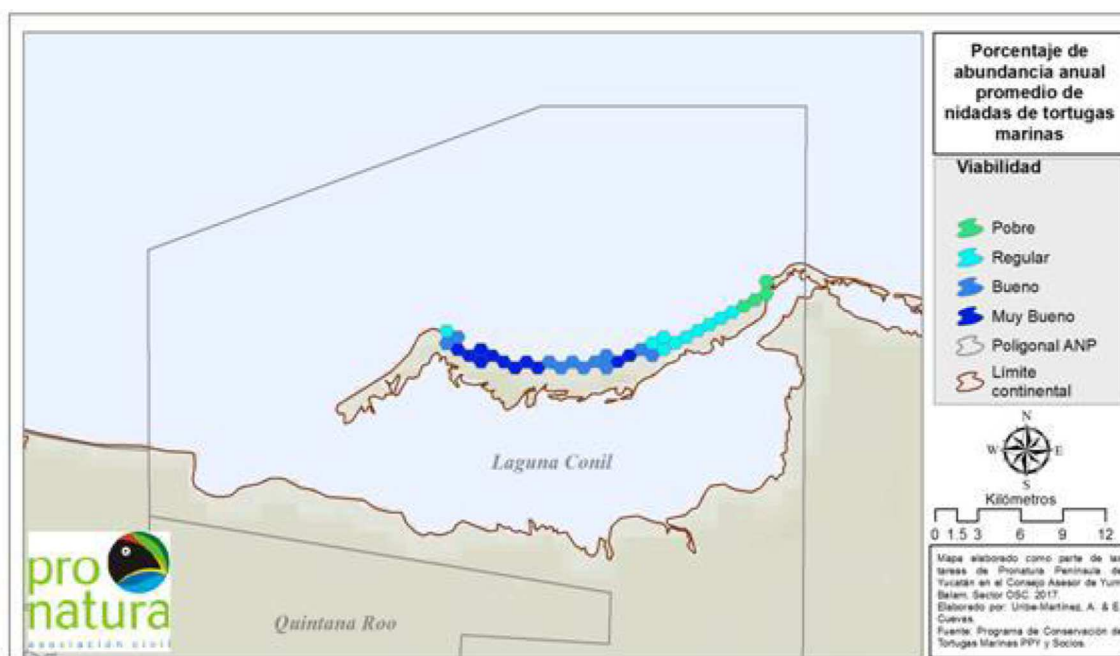 Porcentaje de
abundancia anual
promedio de
nidadas de tortugas
marinas
Viabilidad
Pobre
Regular
Bueno
Muy Bueno
Poligonal ANP
Límite
continental
N
W
E
S
Kilómetros
0 1.5 3 6 9 12
Mapa elaborado como parte de las
tareas de Pronatura Península de
Yucatán en el Consejo Asesor de Yum
Balam. Sector OSC. 2017.
Elaborado por: Uribe-Martínez, A. & E.
Cuevas.
Fuente: Programa de Conservación de
Tortugas Marinas PPY y Socios.
Laguna Conil
Quintana Roo
pro
natura
asociación civil